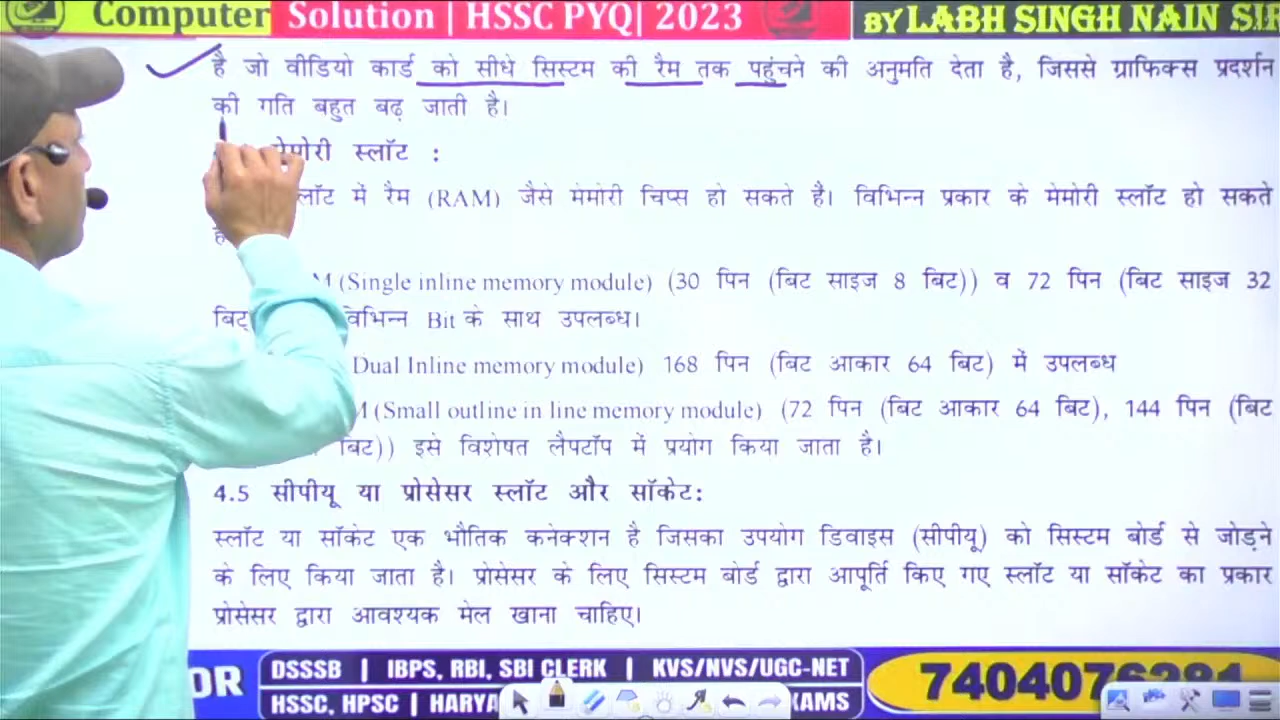 Computer Solution | HSSC PYQ| 2023
BY LABH SINGH NAIN SIR
है जो वीडियो कार्ड को सीधे सिस्टम की रैम तक पहुंचने की अनुमति देता है, जिससे ग्राफिक्स प्रदर्शन
की गति बहुत बढ़ जाती है।
मेमोरी स्लॉट :
स्लॉट में रैम (RAM) जैसे मेमोरी चिप्स हो सकते हैं। विभिन्न प्रकार के मेमोरी स्लॉट हो सकते
(Single inline memory module) (30 पिन (बिट साइज 8 बिट)) व 72 पिन (बिट साइज 32
विभिन्न Bit के साथ उपलब्ध।
Dual Inline memory module) 168 पिन (बिट आकार 64 बिट) में उपलब्ध
(Small outline in line memory module) (72 पिन (बिट आकार 64 बिट), 144 पिन (बिट
बिट)) इसे विशेषत लैपटॉप में प्रयोग किया जाता है।
4.5 सीपीयू या प्रोसेसर स्लॉट और सॉकेट:
स्लॉट या सॉकेट एक भौतिक कनेक्शन है जिसका उपयोग डिवाइस (सीपीयू) को सिस्टम बोर्ड से जोड़ने
के लिए किया जाता है। प्रोसेसर के लिए सिस्टम बोर्ड द्वारा आपूर्ति किए गए स्लॉट या सॉकेट का प्रकार
प्रोसेसर द्वारा आवश्यक मेल खाना चाहिए।
DSSSB | IBPS, RBI, SBI CLERK | KVS/NVS/UGC-NET
HSSC, HPSC | HARYA
AMS